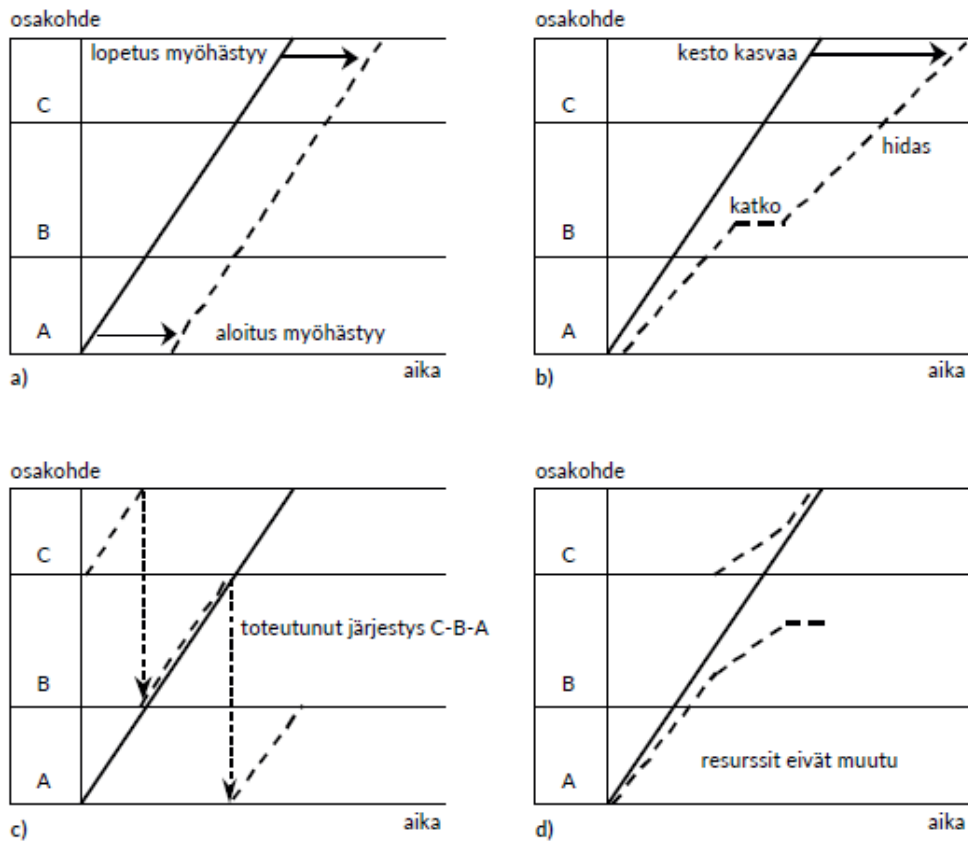 osakohde
lopetus myöhästyy
C
B
A
aloitus myöhästyy
aika
a)
osakohde
kesto kasvaa
C
hidas
katko
B
A
aika
b)
osakohde
C
toteutunut järjestys C-B-A
B
A
aika
c)
osakohde
C
B
A
resurssit eivät muutu
aika
d)